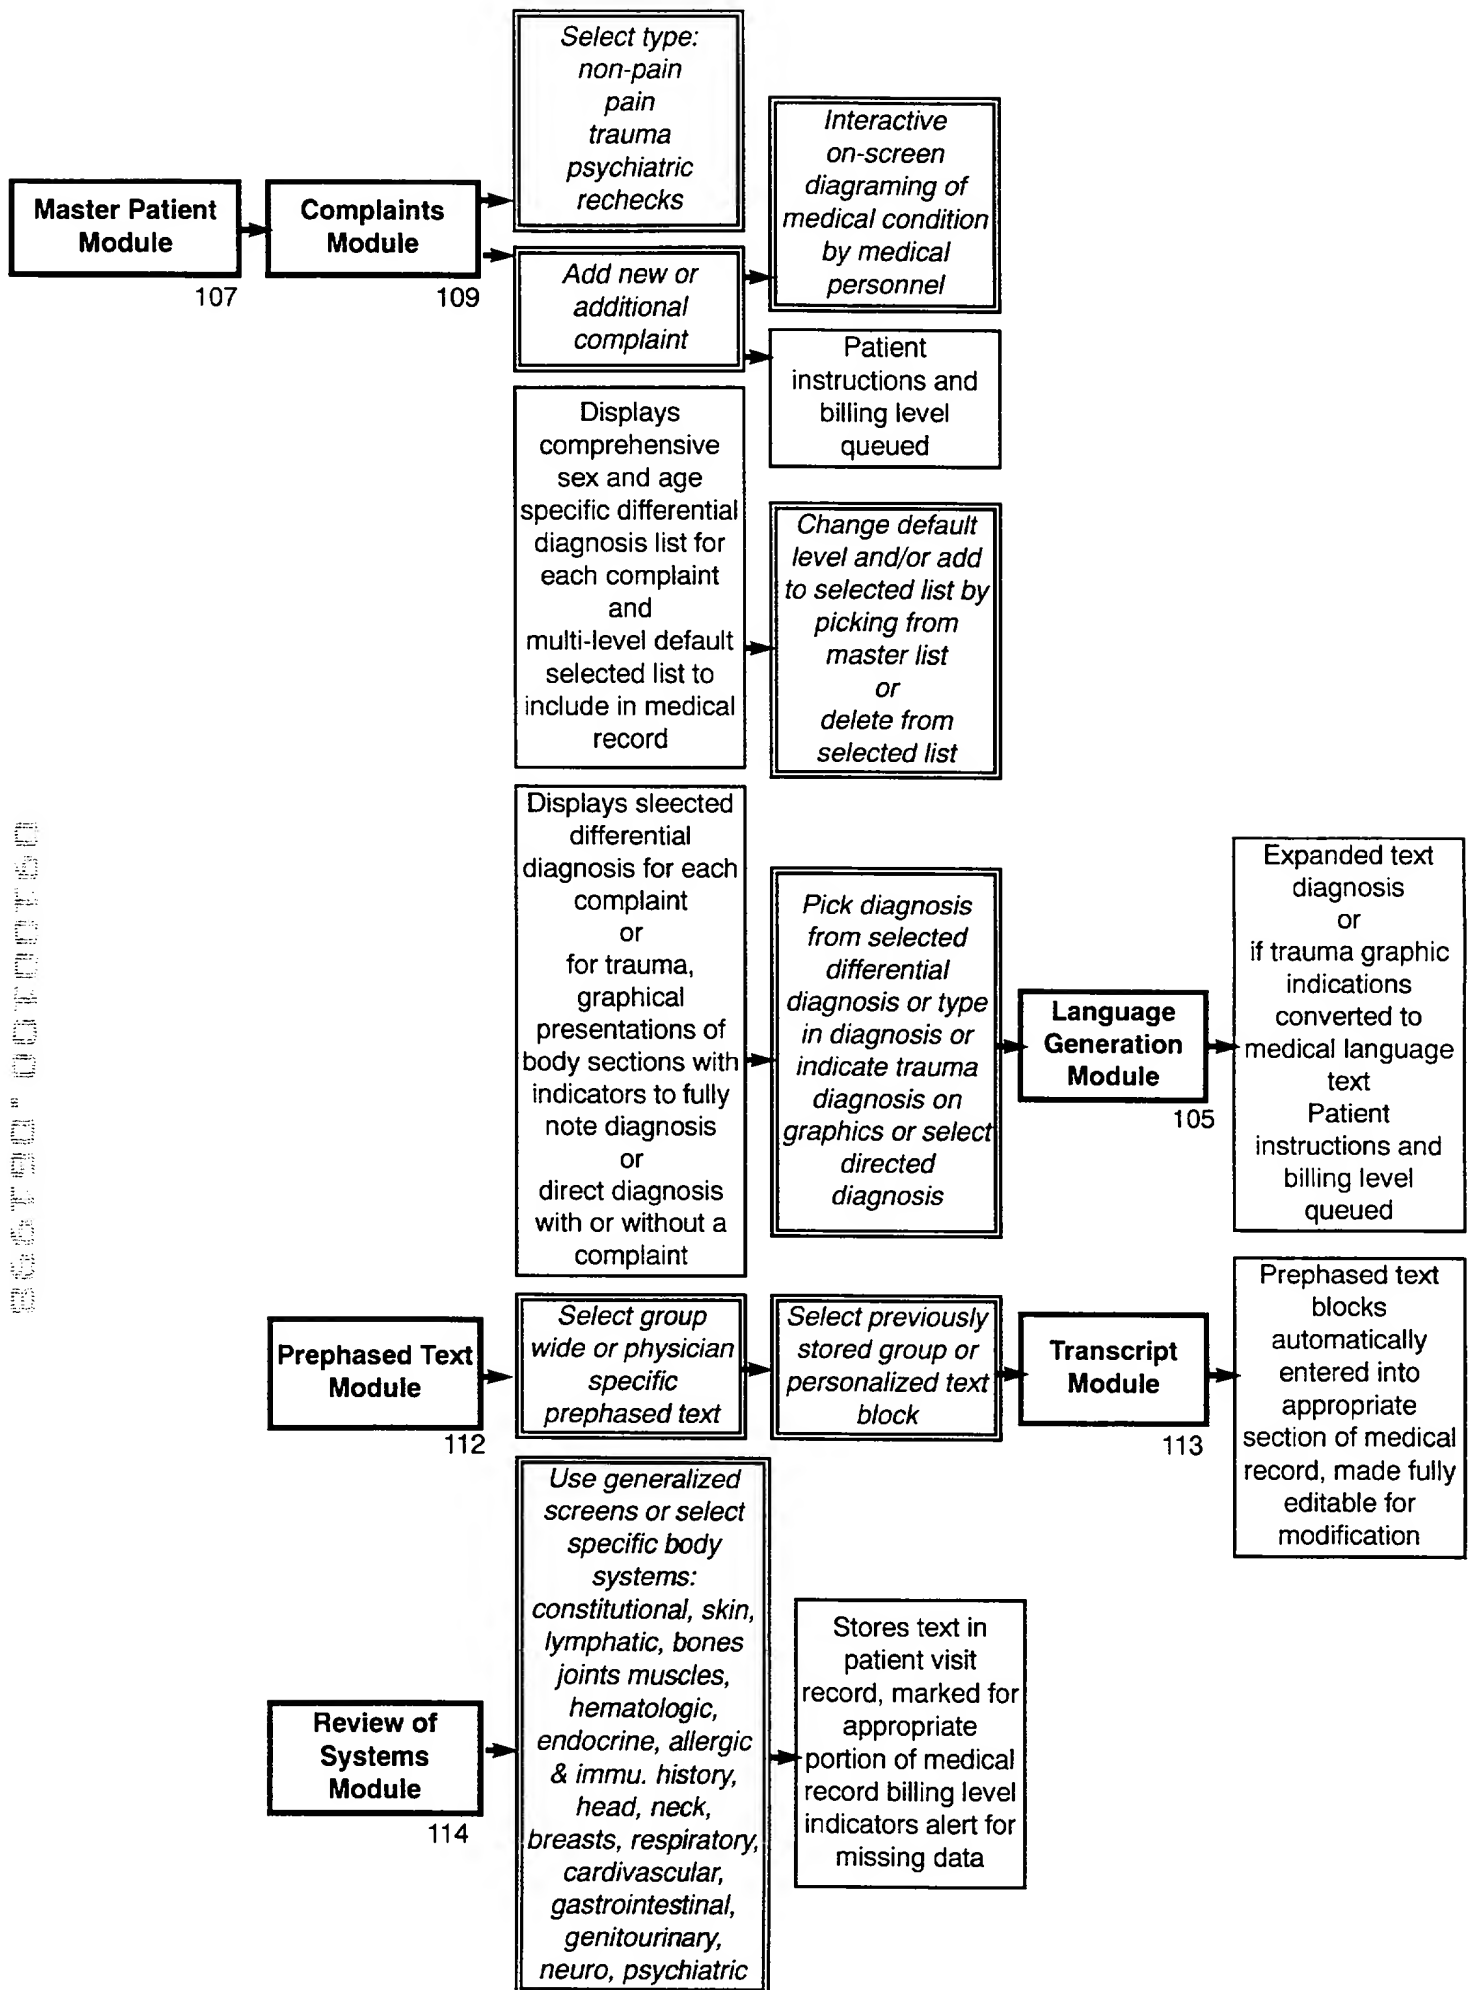 Select type:
non-pain
pain
trauma
psychiatric
rechecks
Interactive
on-screen
diagraming of
medical condition
by medical
personnel
Master Patient
Module
107
Complaints
Module
109
Add new or
additional
complaint
Patient
instructions and
billing level
queued
Displays
comprehensive
sex and age
specific differential
diagnosis list for
each complaint
and
multi-level default
selected list to
include in medical
record
Change default
level and/or add
to selected list by
picking from
master list
or
delete from
selected list
Displays sleected
differential
diagnosis for each
complaint
or
for trauma,
graphical
presentations of
body sections with
indicators to fully
note diagnosis
or
direct diagnosis
with or without a
complaint
Pick diagnosis
from selected
differential
diagnosis or type
in diagnosis or
indicate trauma
diagnosis on
graphics or select
directed
diagnosis
Language
Generation
Module
105
Expanded text
diagnosis
or
if trauma graphic
indications
converted to
medical language
text
Patient
instructions and
billing level
queued
Prephased Text
Module
112
Select group
wide or physician
specific
prephased text
Select previously
stored group or
personalized text
block
Transcript
Module
113
Prephased text
blocks
automatically
entered into
appropriate
section of medical
record, made fully
editable for
modification
Review of
Systems
Module
114
Use generalized
screens or select
specific body
systems:
constitutional, skin,
lymphatic, bones
joints muscles,
hematologic,
endocrine, allergic
& immu. history,
head, neck,
breasts, respiratory,
cardivascular,
gastrointestinal,
genitourinary,
neuro, psychiatric
Stores text in
patient visit
record, marked for
appropriate
portion of medical
record billing level
indicators alert for
missing data